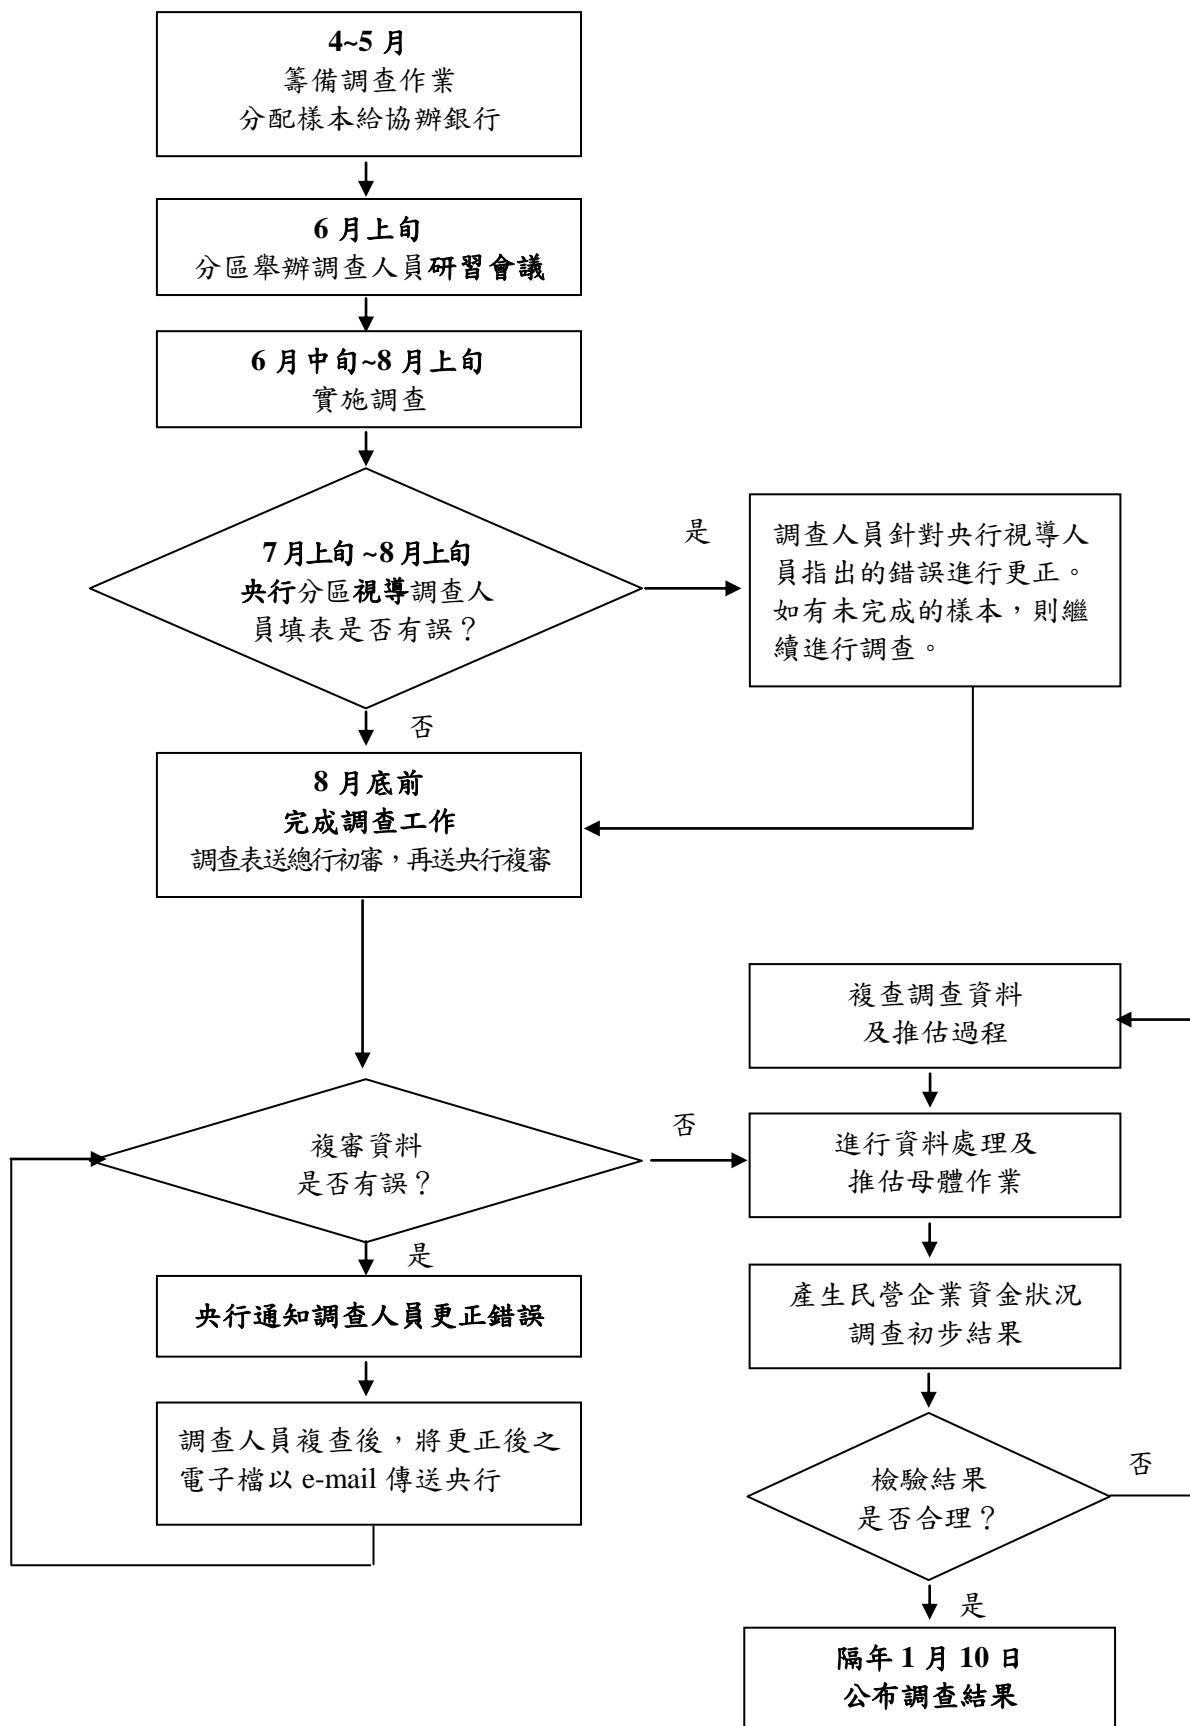 4~5 月
籌備調查作業
分配樣本給協辦銀行
6 月上旬
分區舉辦調查人員研習會議
6 月中旬~8 月上旬
實施調查
7 月上旬 ~8 月上旬
央行分區視導調查人
員填表是否有誤？
是
調查人員針對央行視導人
員指出的錯誤進行更正。
如有未完成的樣本，則繼
續進行調查。
否
8 月底前
完成調查工作
調查表送總行初審，再送央行複審
複查調查資料
及推估過程
複審資料
是否有誤？
否
進行資料處理及
推估母體作業
是
央行通知調查人員更正錯誤
產生民營企業資金狀況
調查初步結果
調查人員複查後，將更正後之
電子檔以 e-mail 傳送央行
檢驗結果
是否合理？
否
是
隔年 1 月 10 日
公布調查結果